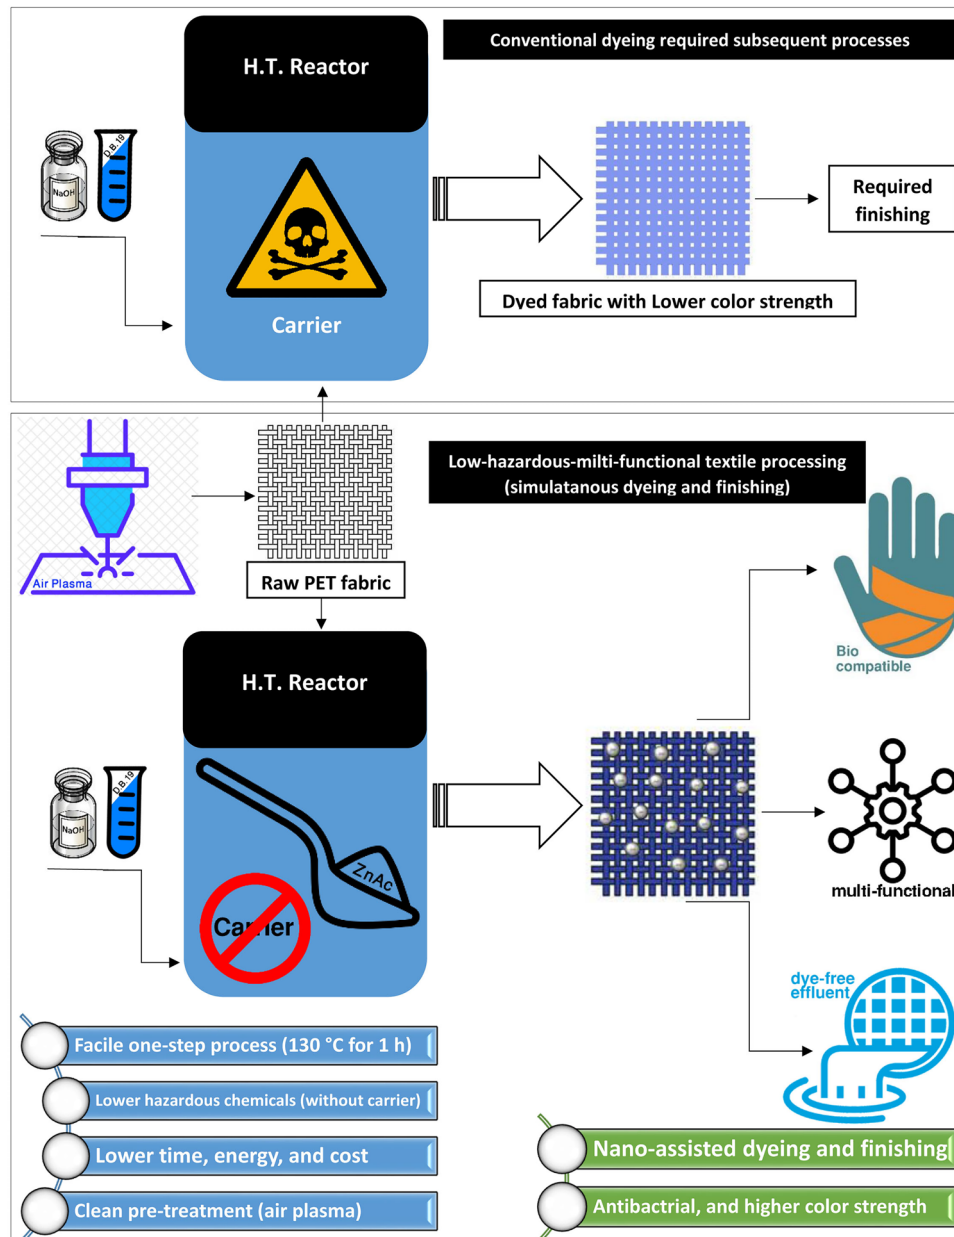 H.T. Reactor
Conventional dyeing required subsequent processes
NaOH
D.B.19
Carrier
Dyed fabric with Lower color strength
Required
finishing
Air Plasma
Raw PET fabric
Low-hazardous-milti-functional textile processing
(simulatanous dyeing and finishing)
H.T. Reactor
NaOH
D.B.19
ZnAc
Carrier
Bio
compatible
multi-functional
dye-free
effluent
Facile one-step process (130 °C for 1 h)
Lower hazardous chemicals (without carrier)
Lower time, energy, and cost
Clean pre-treatment (air plasma)
Nano-assisted dyeing and finishing
Antibactrial, and higher color strength